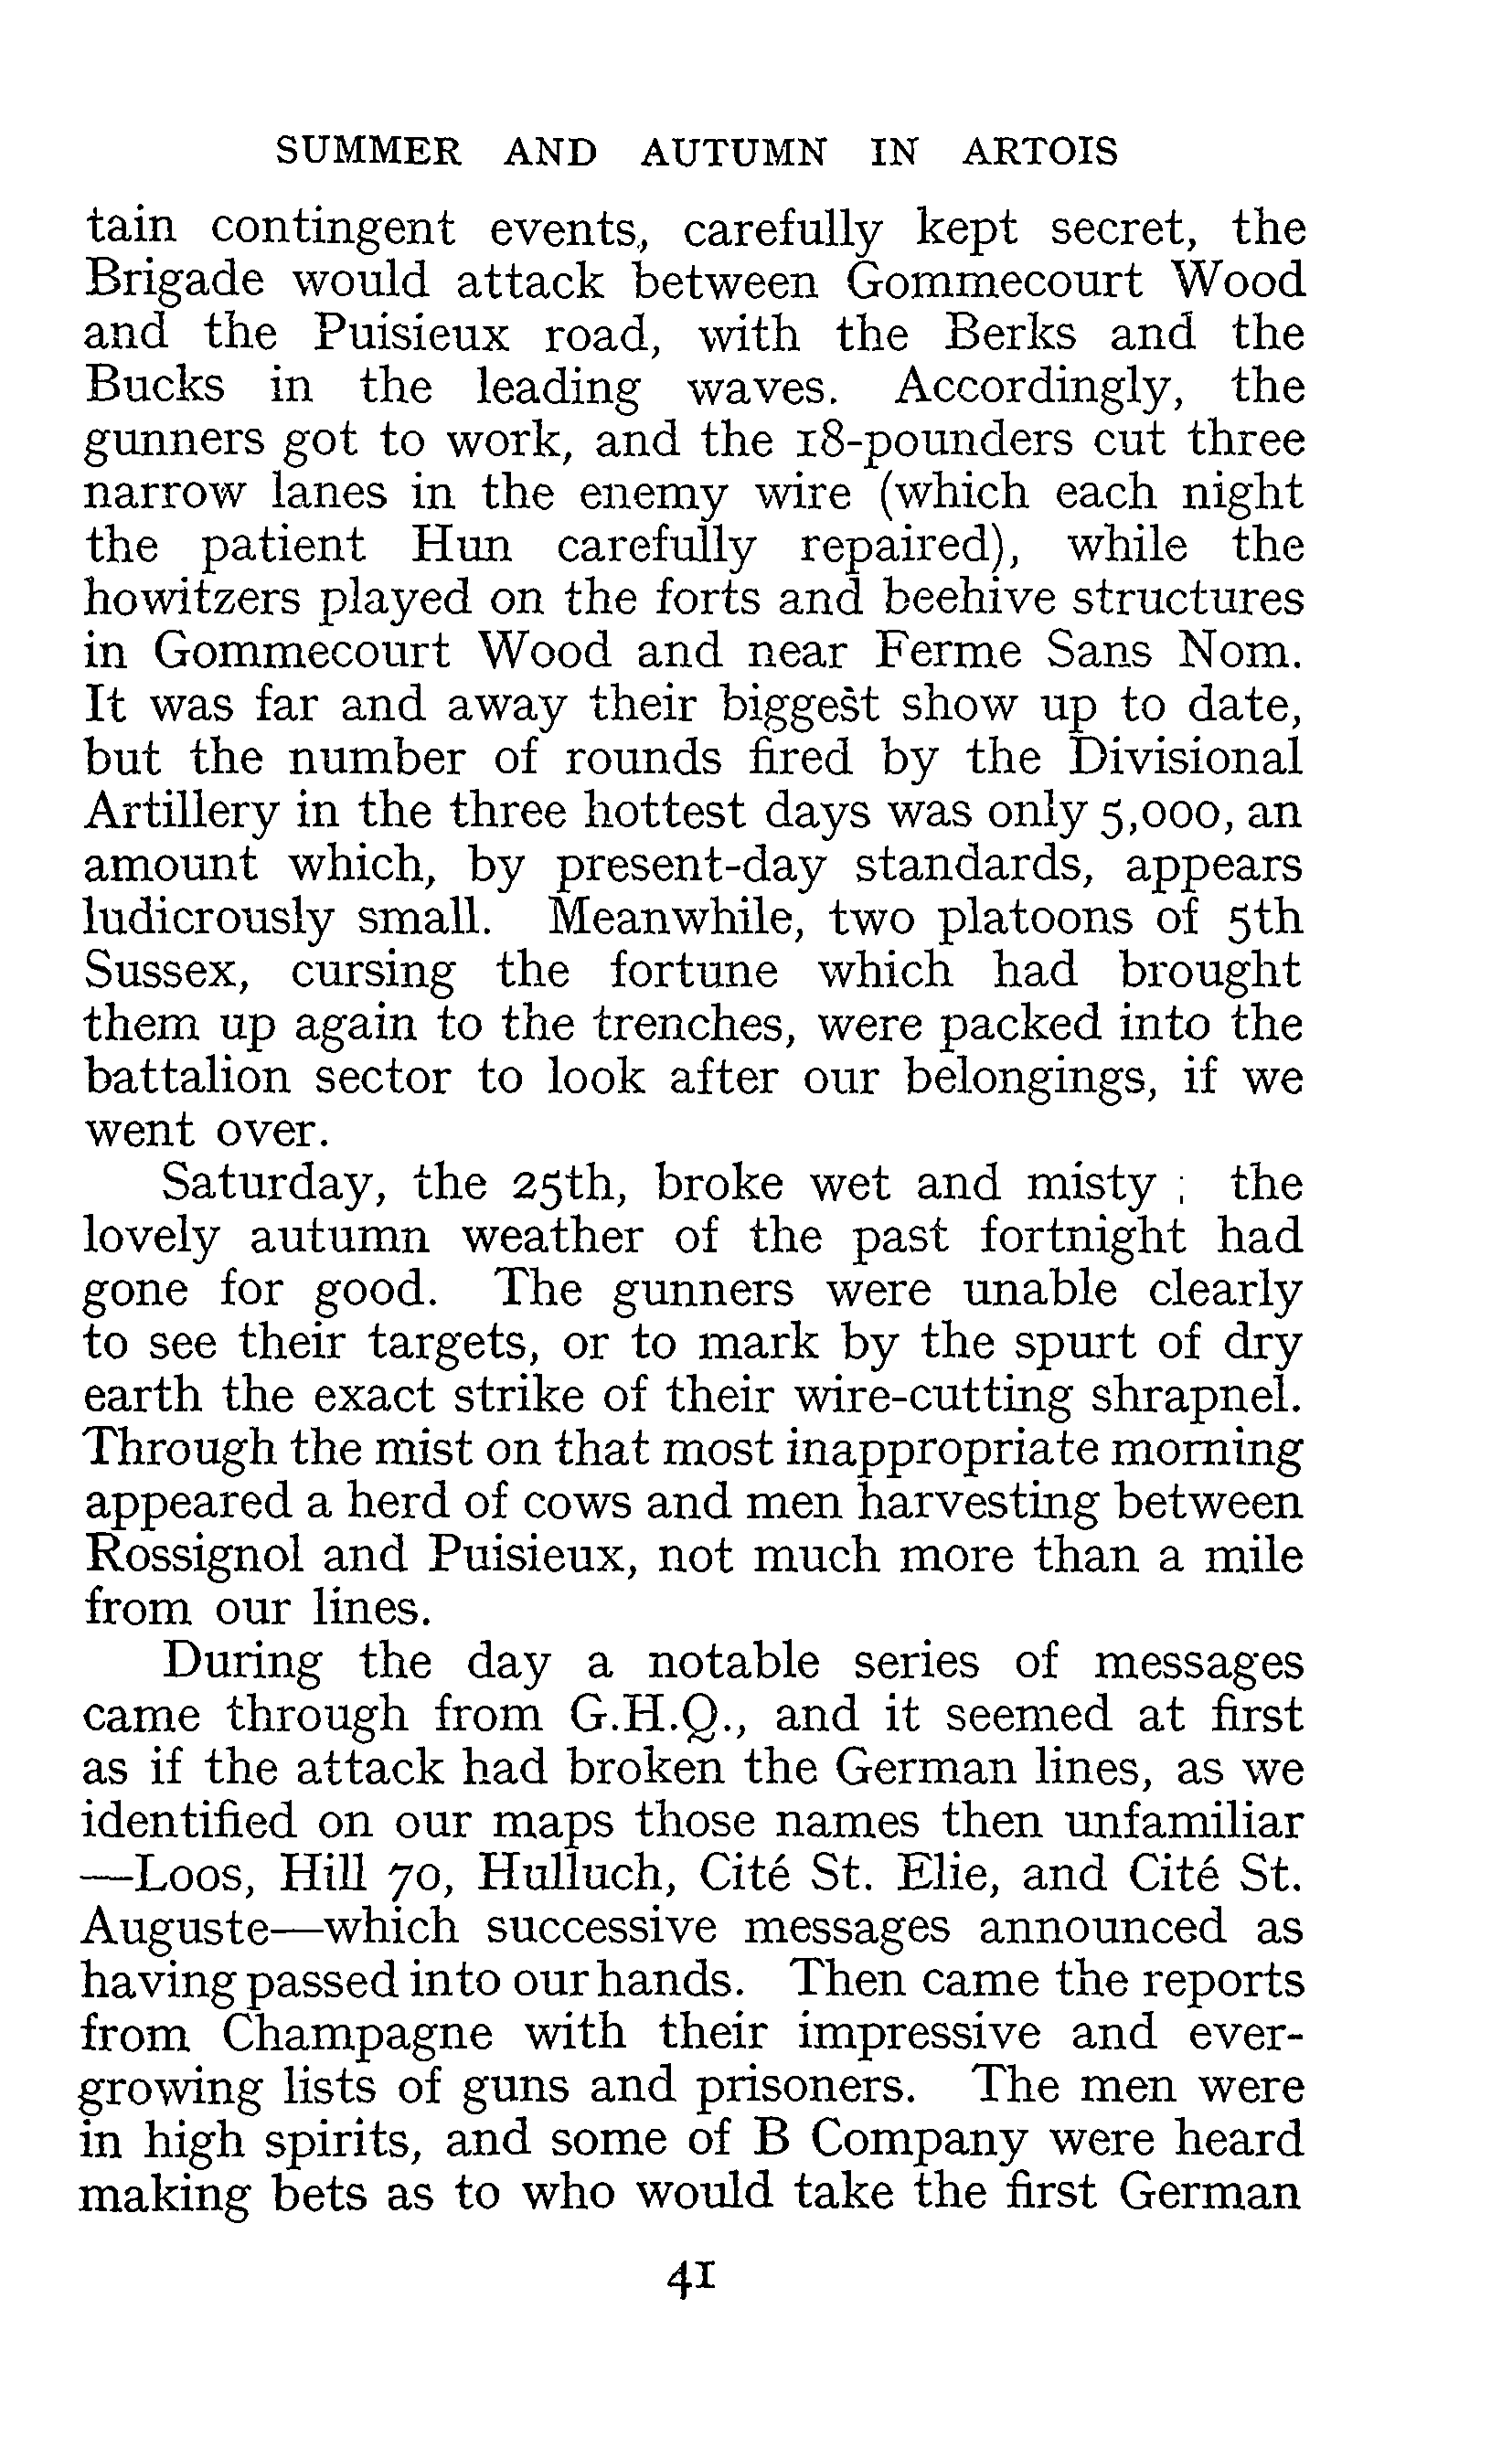 SUMMER AND AUTUMN IN ARTOIS
tain contingent events, carefully kept secret, the
Brigade would attack between Gommecourt Wood
and the Puisieux road, with the Berks and the
Bucks in the leading waves. Accordingly, the
gunners got to work, and the 18-pounders cut three
narrow lanes in the enemy wire (which each night
the patient Hun carefully repaired), while the
howitzers played on the forts and beehive structures
in Gommecourt Wood and near Ferme Sans Nom.
It was far and away their biggest show up to date,
but the number of rounds fired by the Divisional
Artillery in the three hottest days was only 5,000, an
amount which, by present-day standards, appears
ludicrously small. Meanwhile, two platoons of 5th
Sussex, cursing the fortune which had brought
them up again to the trenches, were packed into the
battalion sector to look after our belongings, if we
went over.
Saturday, the 25th, broke wet and misty ; the
lovely autumn weather of the past fortnight had
gone for good. The gunners were unable clearly
to see their targets, or to mark by the spurt of dry
earth the exact strike of their wire-cutting shrapnel.
Through the mist on that most inappropriate morning
appeared a herd of cows and men harvesting between
Rossignol and Puisieux, not much more than a mile
from our lines.
During the day a notable series of messages
came through from G.H.Q., and it seemed at first
as if the attack had broken the German lines, as we
identified on our maps those names then unfamiliar
—Loos, Hill 70, Hulluch, Cité St. Elie, and Cité St.
Auguste—which successive messages announced as
having passed into our hands. Then came the reports
from Champagne with their impressive and ever-
growing lists of guns and prisoners. The men were
in high spirits, and some of B Company were heard
making bets as to who would take the first German
41